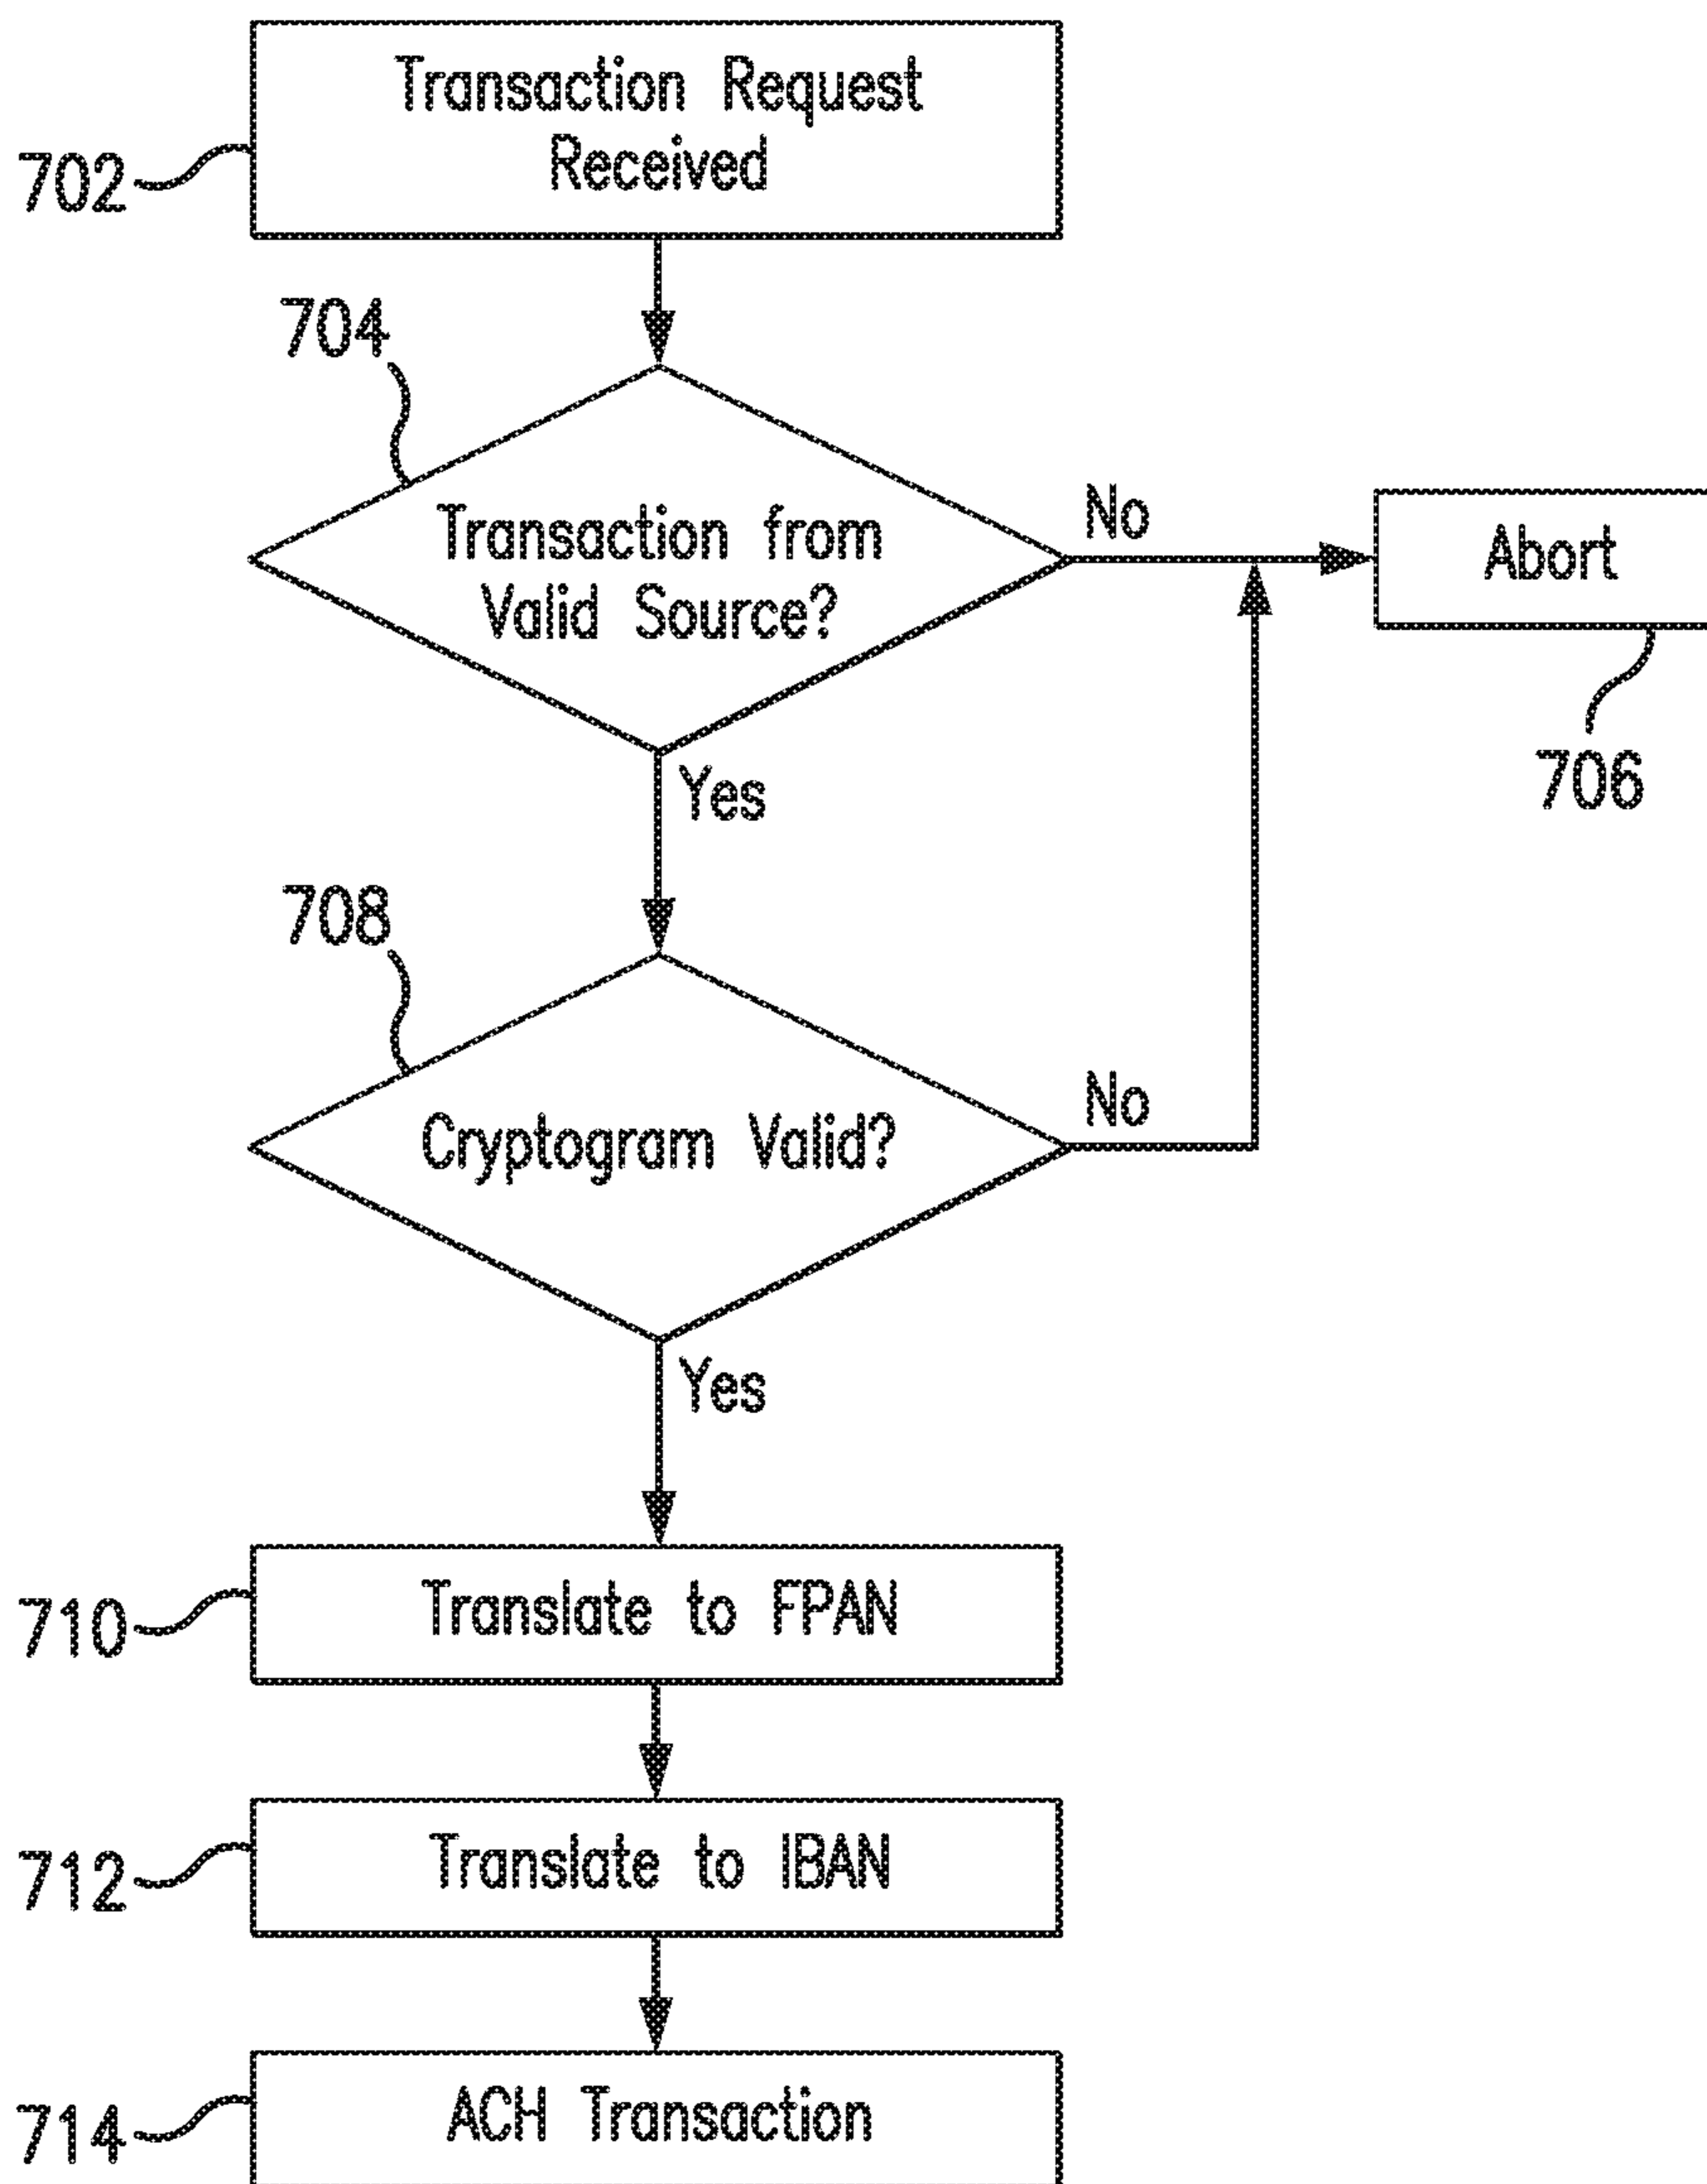 Transaction Request
Received
702
704
Transaction from
Valid Source?
No
Abort
706
Yes
708
Cryptogram Valid?
No
Yes
710
Translate to FPAN
712
Translate to IBAN
714
ACH Transaction